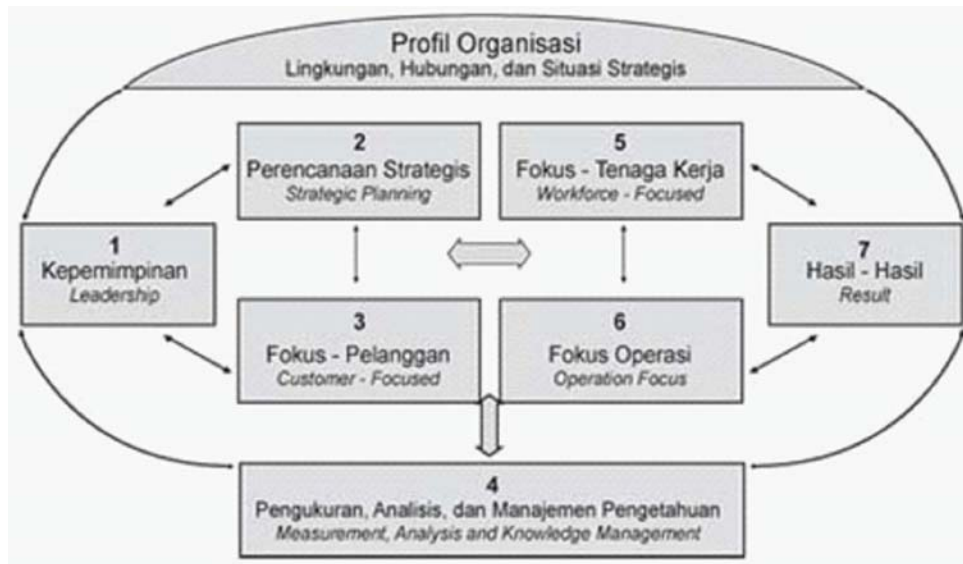 Profil Organisasi
Lingkungan, Hubungan, dan Situasi Strategis
1
Kepemimpinan
Leadership
2
Perencanaan Strategis
Strategic Planning
3
Fokus - Pelanggan
Customer - Focused
4
Pengukuran, Analisis, dan Manajemen Pengetahuan
Measurement, Analysis and Knowledge Management
5
Fokus - Tenaga Kerja
Workforce - Focused
6
Fokus Operasi
Operation Focus
7
Hasil - Hasil
Result